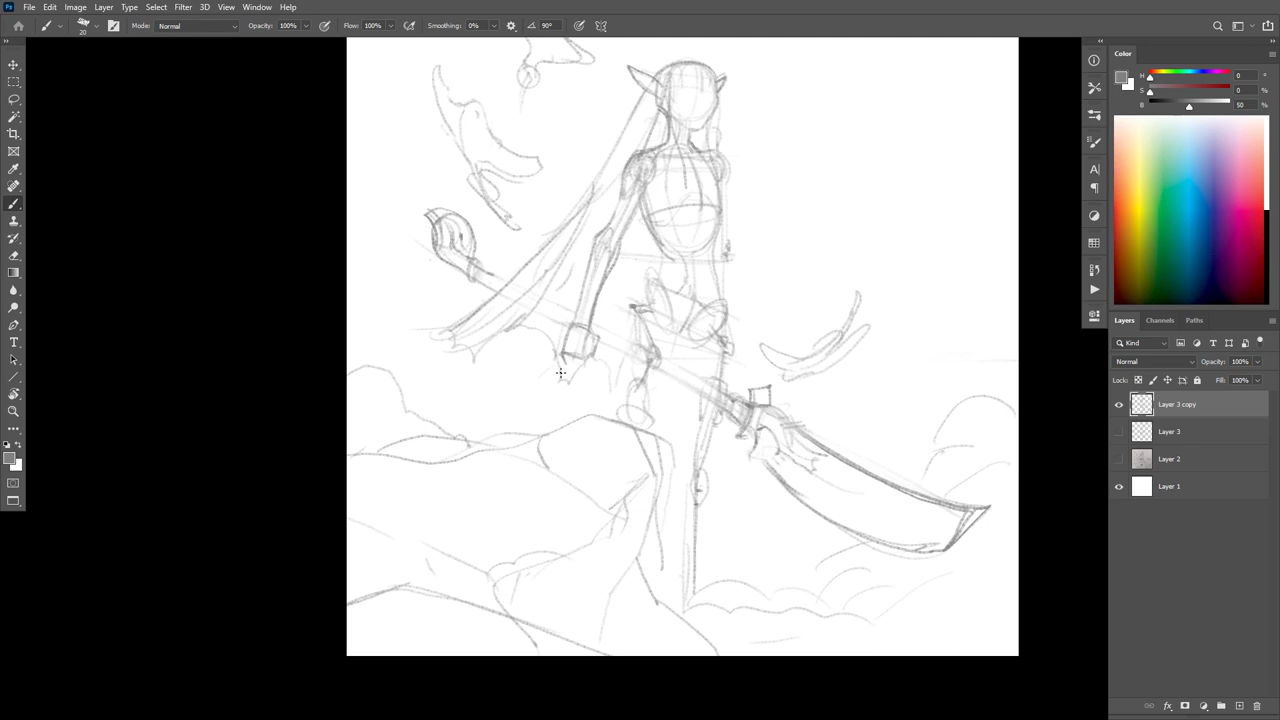 Ps File Edit Image Layer Type Select Filter 3D View Window Help
20 Mode: Normal Opacity: 100% Flow: 100% Smoothing: 0% 90°
Color
H 0 °
S 0 %
B 50 %
Layers Channels Paths
Kind
Normal Opacity: 100%
Lock: Fill: 100%
Layer 3 copy
Layer 3
Layer 2
Layer 1